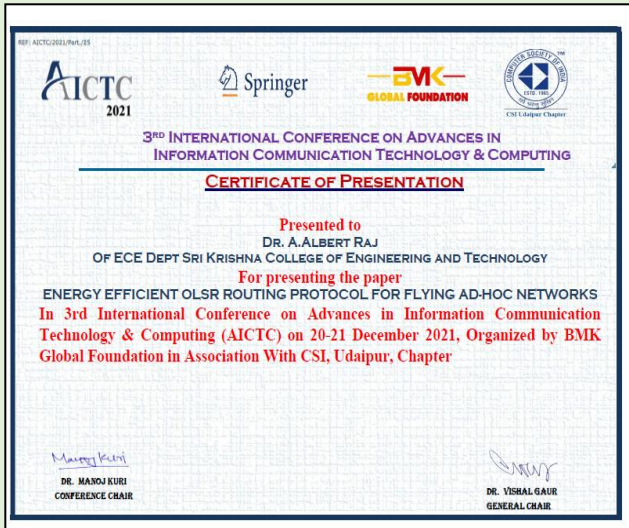 REF: AICTC/2021/Part./25
AICTC
2021
Springer
BMK
GLOBAL FOUNDATION
COMPUTER SOCIETY OF INDIA
TM
ESTD. 1965
CSI Udaipur Chapter
3RD INTERNATIONAL CONFERENCE ON ADVANCES IN
INFORMATION COMMUNICATION TECHNOLOGY & COMPUTING
CERTIFICATE OF PRESENTATION
Presented to
DR. A.ALBERT RAJ
OF ECE DEPT SRI KRISHNA COLLEGE OF ENGINEERING AND TECHNOLOGY
For presenting the paper
ENERGY EFFICIENT OLSR ROUTING PROTOCOL FOR FLYING AD-HOC NETWORKS
In 3rd International Conference on Advances in Information Communication
Technology & Computing (AICTC) on 20-21 December 2021, Organized by BMK
Global Foundation in Association With CSI, Udaipur, Chapter
Manoj Kuri
DR. MANOJ KURI
CONFERENCE CHAIR
DR. VISHAL GAUR
GENERAL CHAIR